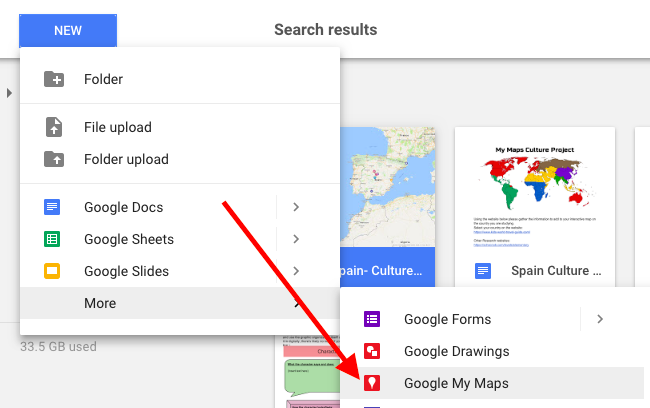 NEW
Search results
Folder
File upload
Folder upload
Google Docs
Google Sheets
Google Slides
More
33.5 GB used
pain- Culture...
My Maps Culture Project
Spain Culture ...
Google Forms
Google Drawings
Google My Maps